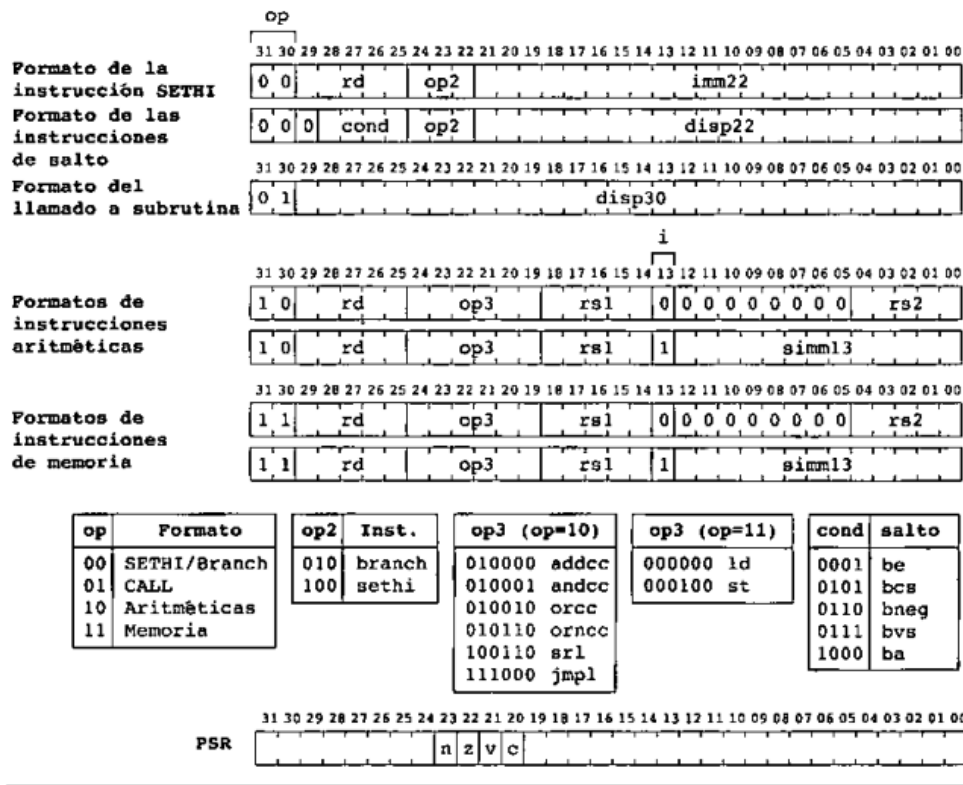 op
31 30 29 28 27 26 25 24 23 22 21 20 19 18 17 16 15 14 13 12 11 10 09 08 07 06 05 04 03 02 01 00
Formato de la instrucción SETHI 0 0 rd op2 imm22
Formato de las instrucciones de salto 0 0 0 cond op2 disp22
31 30 29 28 27 26 25 24 23 22 21 20 19 18 17 16 15 14 13 12 11 10 09 08 07 06 05 04 03 02 01 00
Formato del llamado a subrutina 0 1 disp30
i
31 30 29 28 27 26 25 24 23 22 21 20 19 18 17 16 15 14 13 12 11 10 09 08 07 06 05 04 03 02 01 00
Formatos de instrucciones aritméticas 1 0 rd op3 rs1 0 0 0 0 0 0 0 0 0 rs2
1 0 rd op3 rs1 1 simm13
31 30 29 28 27 26 25 24 23 22 21 20 19 18 17 16 15 14 13 12 11 10 09 08 07 06 05 04 03 02 01 00
Formatos de instrucciones de memoria 1 1 rd op3 rs1 0 0 0 0 0 0 0 0 0 rs2
1 1 rd op3 rs1 1 simm13
op Formato
00 SETHI/Branch
01 CALL
10 Aritméticas
11 Memoria
op2 Inst.
010 branch
100 sethi
op3 (op=10)
010000 addcc
010001 andcc
010010 orcc
010110 orncc
100110 srl
111000 jmpl
op3 (op=11)
000000 ld
000100 st
cond salto
0001 be
0101 bcs
0110 bneg
0111 bvs
1000 ba
31 30 29 28 27 26 25 24 23 22 21 20 19 18 17 16 15 14 13 12 11 10 09 08 07 06 05 04 03 02 01 00
PSR n z v c